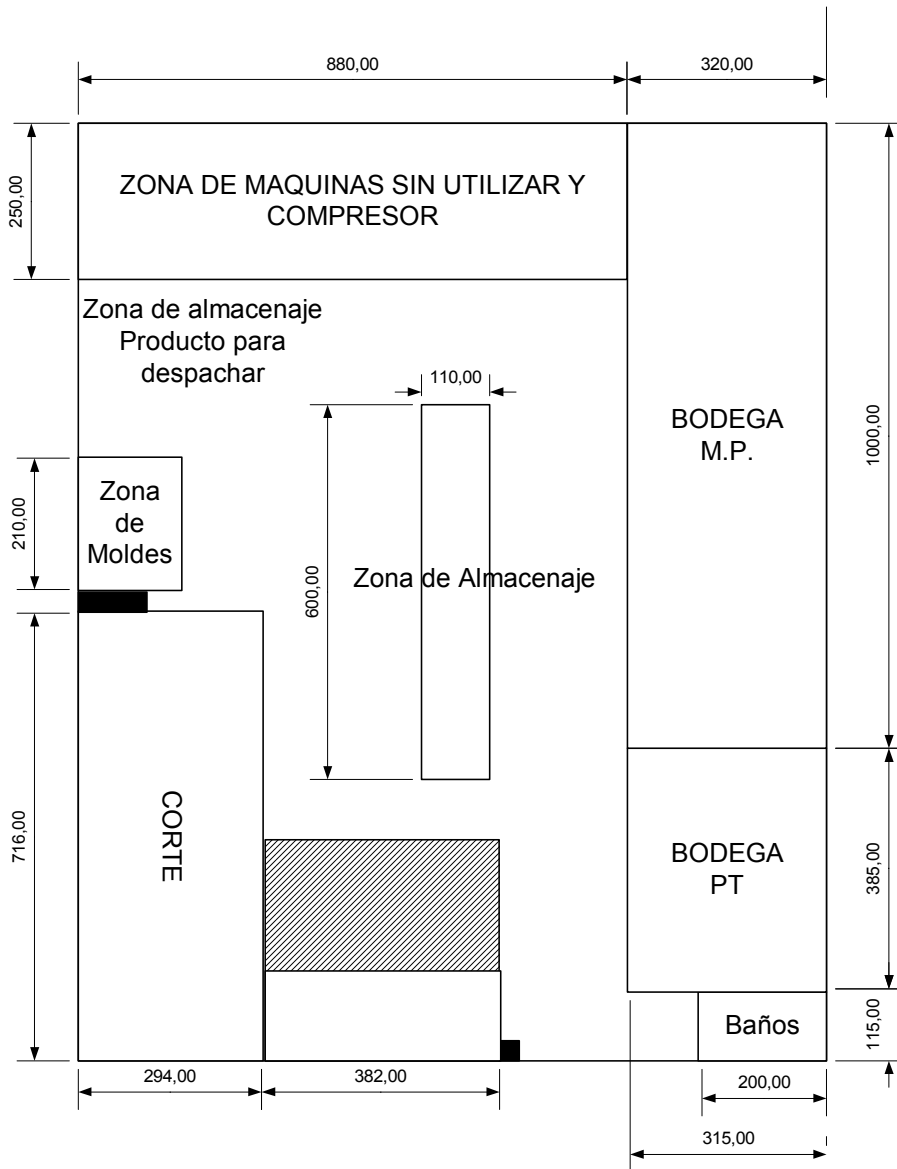 880,00
320,00
250,00
ZONA DE MAQUINAS SIN UTILIZAR Y
COMPRESOR
Zona de almacenaje
Producto para
despachar
110,00
BODEGA
M.P.
1000,00
210,00
Zona
de
Moldes
600,00
Zona de Almacenaje
716,00
CORTE
BODEGA
PT
385,00
Baños
115,00
294,00
382,00
200,00
315,00